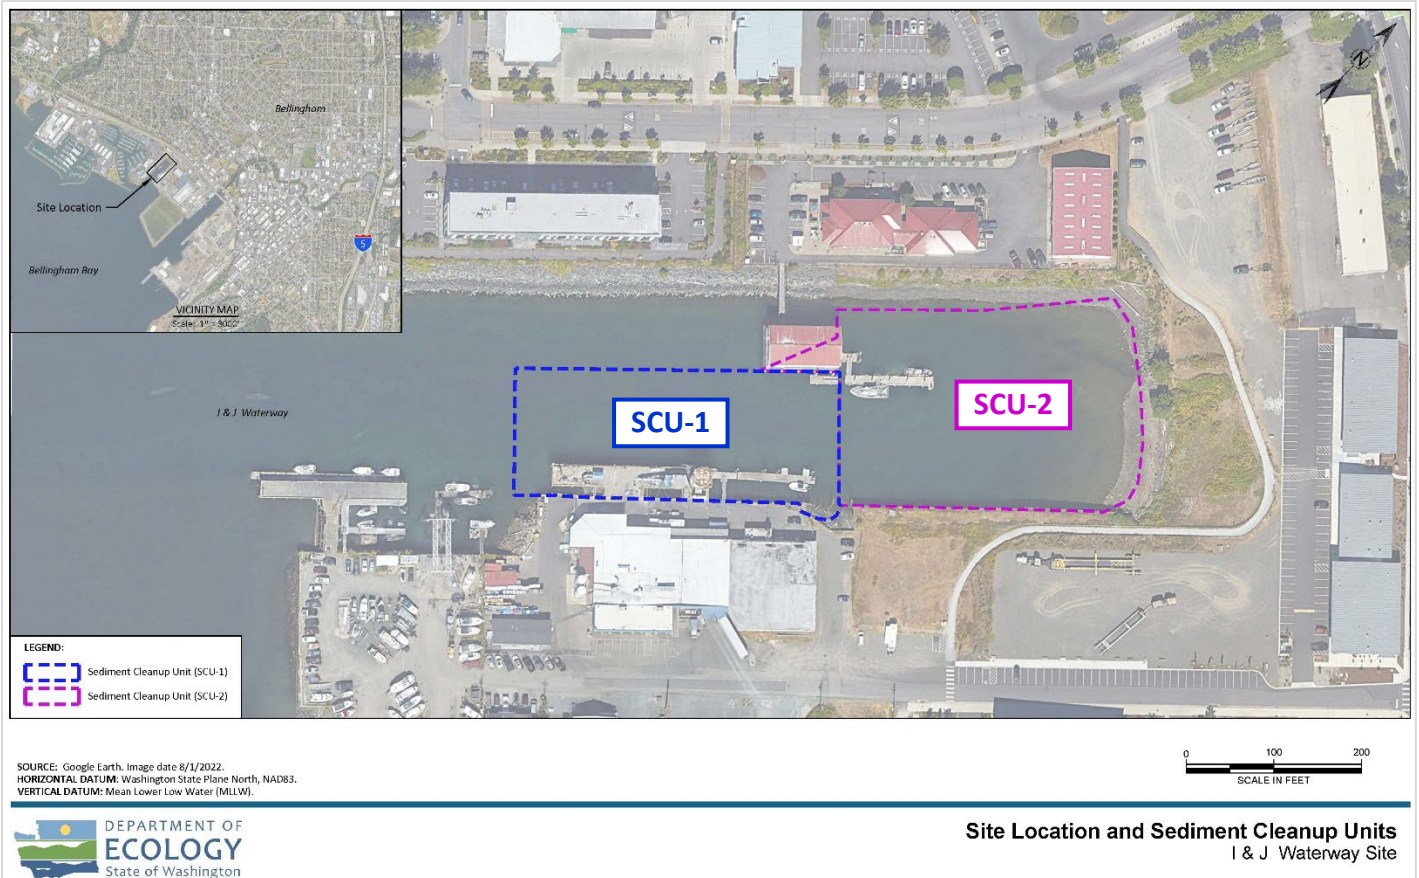 Bellingham
Site Location
5
Bellingham Bay
VICINITY MAP
Scale: 1" = 3000'
N
I & J Waterway
SCU-1
SCU-2
LEGEND:
Sediment Cleanup Unit (SCU-1)
Sediment Cleanup Unit (SCU-2)
SOURCE: Google Earth. Image date 8/1/2022.
HORIZONTAL DATUM: Washington State Plane North, NAD83.
VERTICAL DATUM: Mean Lower Low Water (MLLW).
0 100 200
SCALE IN FEET
DEPARTMENT OF
ECOLOGY
State of Washington
Site Location and Sediment Cleanup Units
I & J Waterway Site